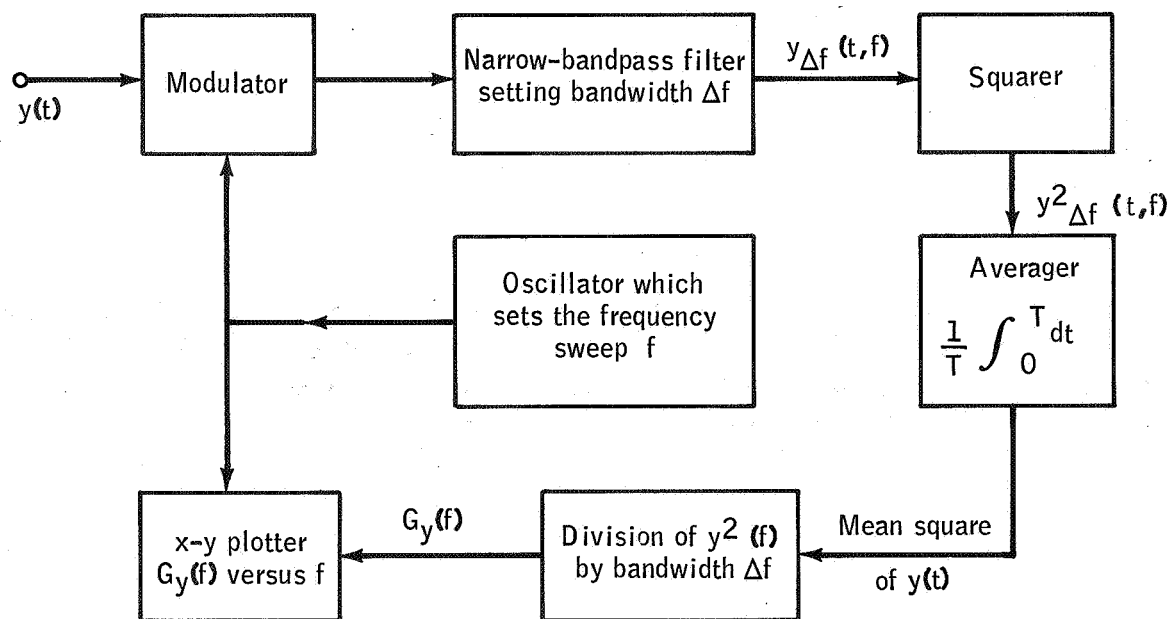 y(t)
Modulator
Narrow-bandpass filter
setting bandwidth Δf
y_Δf (t,f)
Squarer
y²_Δf (t,f)
Averager
1/T ∫₀ᵀ dt
Oscillator which
sets the frequency
sweep f
Mean square
of y(t)
Division of y² (f)
by bandwidth Δf
G_y(f)
x-y plotter
G_y(f) versus f